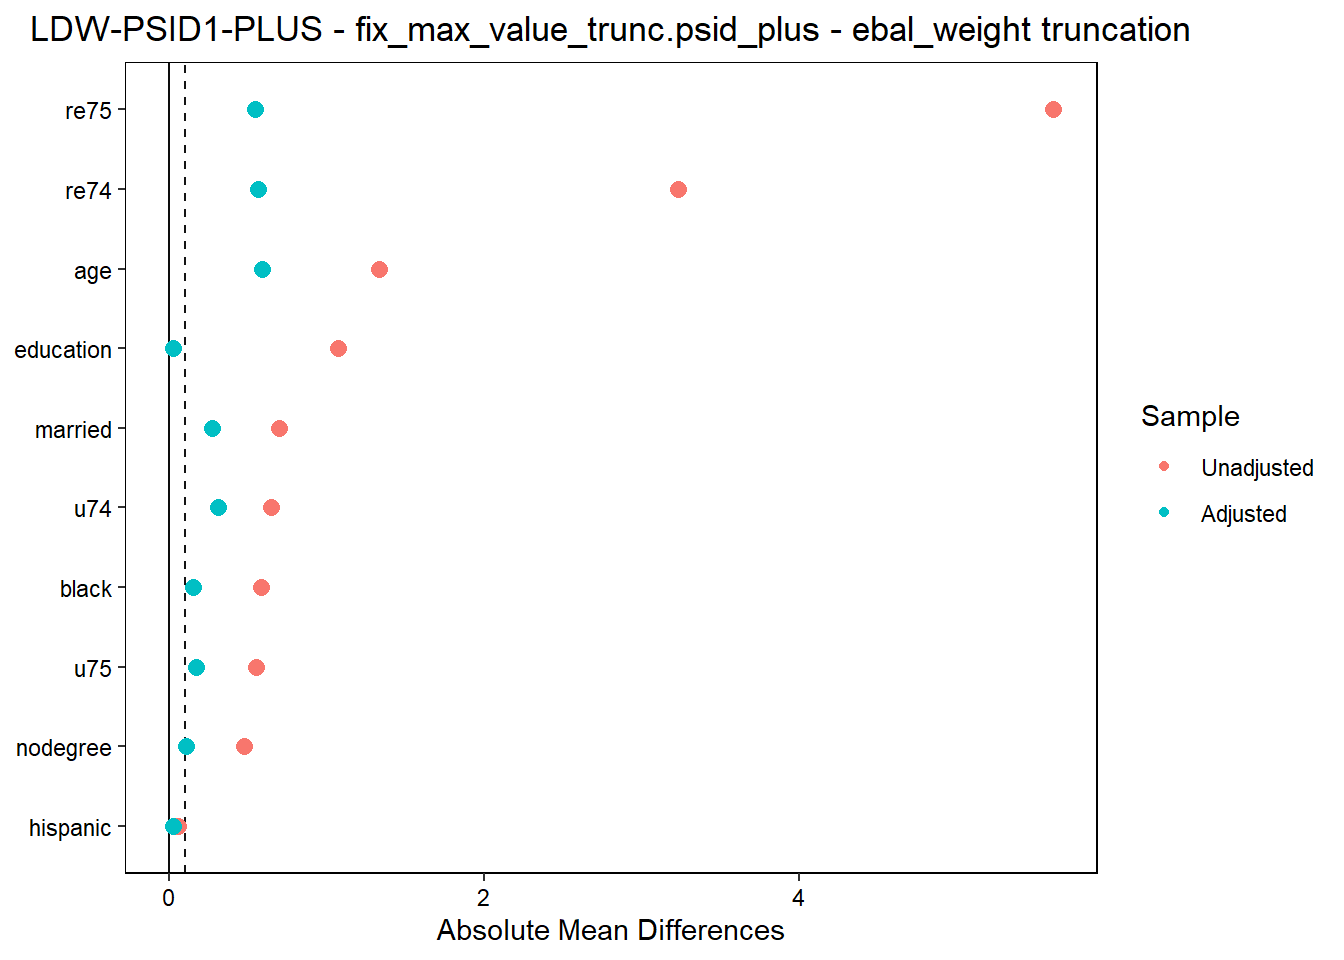 LDW-PSID1-PLUS - fix_max_value_trunc.psid_plus - ebal_weight truncation
re75
re74
age
education
married
u74
black
u75
nodegree
hispanic
0 2 4
Absolute Mean Differences
Sample
Unadjusted
Adjusted